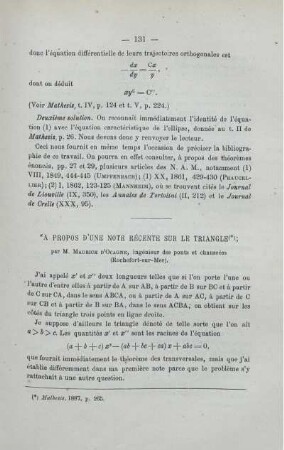 — 131 —
donc l'équation différentielle de leurs trajectoires orthogonales est
- dx/dy = Cx/y,
dont on déduit
xy² = C".
(Voir Mathesis, t. IV, p. 124 et t. V, p. 224.)
Deuxième solution. On reconnaît immédiatement l'identité de l'équa-
tion (1) avec l'équation caractéristique de l'ellipse, donnée au t. II de
Mathesis, p. 26. Nous devons donc y renvoyer le lecteur.
Ceci nous fournit en même temps l'occasion de préciser la bibliogra-
phie de ce travail. On pourra en effet consulter, à propos des théorèmes
énoncés, pp. 27 et 29, plusieurs articles des N. A. M., notamment (1)
VIII, 1849, 444-445 (UMPFENBACH); (1) XX, 1861, 429-430
(2) I, 1862, 123-125 (MANNHEIM), où se trouvent cités le Journal
de Liouville (IX, 350), les Annales de Tortolini (II, 212) et le Journal
de Crelle (XXX, 95).
"A PROPOS D'UNE NOTE RÉCENTE SUR LE TRIANGLE(*);
par M. MAURICE D'OCAGNE, ingénieur des ponts et chaussées
(Rochefort-sur-Mer).
J'ai appelé x' et x" deux longueurs telles que si l'on porte l'une ou
l'autre d'entre elles à partir de A sur AB, à partir de B sur BC et à partir
de C sur CA, dans le sens ABCA, ou à partir de A sur AC, à partir de C
sur CB et à partir de B sur BA, dans le sens ACBA, on obtient sur les
côtés du triangle trois points en ligne droite.
Je suppose d'ailleurs le triangle dénoté de telle sorte que l'on ait
a > b > c. Les quantités x' et x" sont les racines de l'équation
(a + b + c) x² — (ab + bc + ca) x + abc = 0,
que fournit immédiatement le théorème des transversales, mais que j'ai
établie différemment dans ma première note parce que le problème s'y
rattachait à une autre question.
(*) Mathesis, 1887, p. 265.